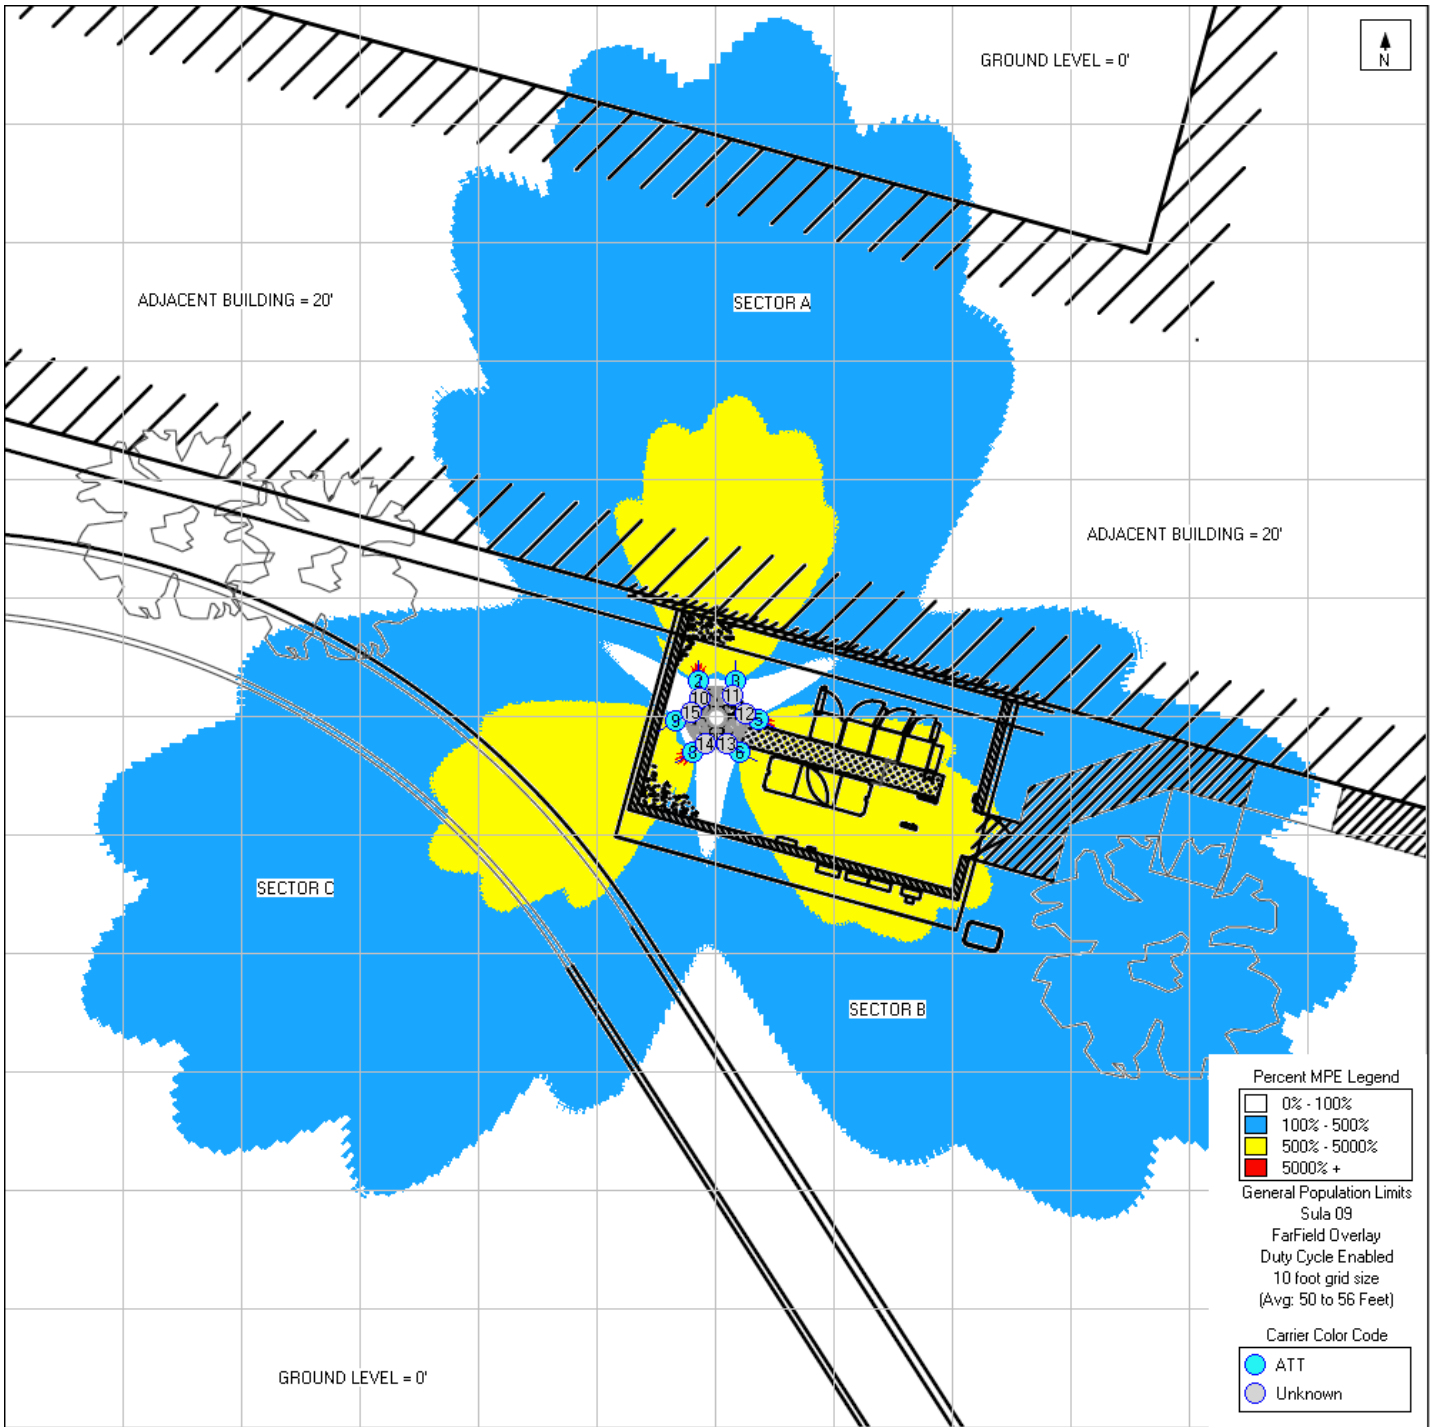 GROUND LEVEL = 0'
N
ADJACENT BUILDING = 20'
SECTOR A
ADJACENT BUILDING = 20'
2
3
10
11
15
12
9
5
14
13
8
6
SECTOR C
SECTOR B
Percent MPE Legend
0% - 100%
100% - 500%
500% - 5000%
5000% +
General Population Limits
Sula 09
FarField Overlay
Duty Cycle Enabled
10 foot grid size
(Avg: 50 to 56 Feet)
Carrier Color Code
ATT
Unknown
GROUND LEVEL = 0'